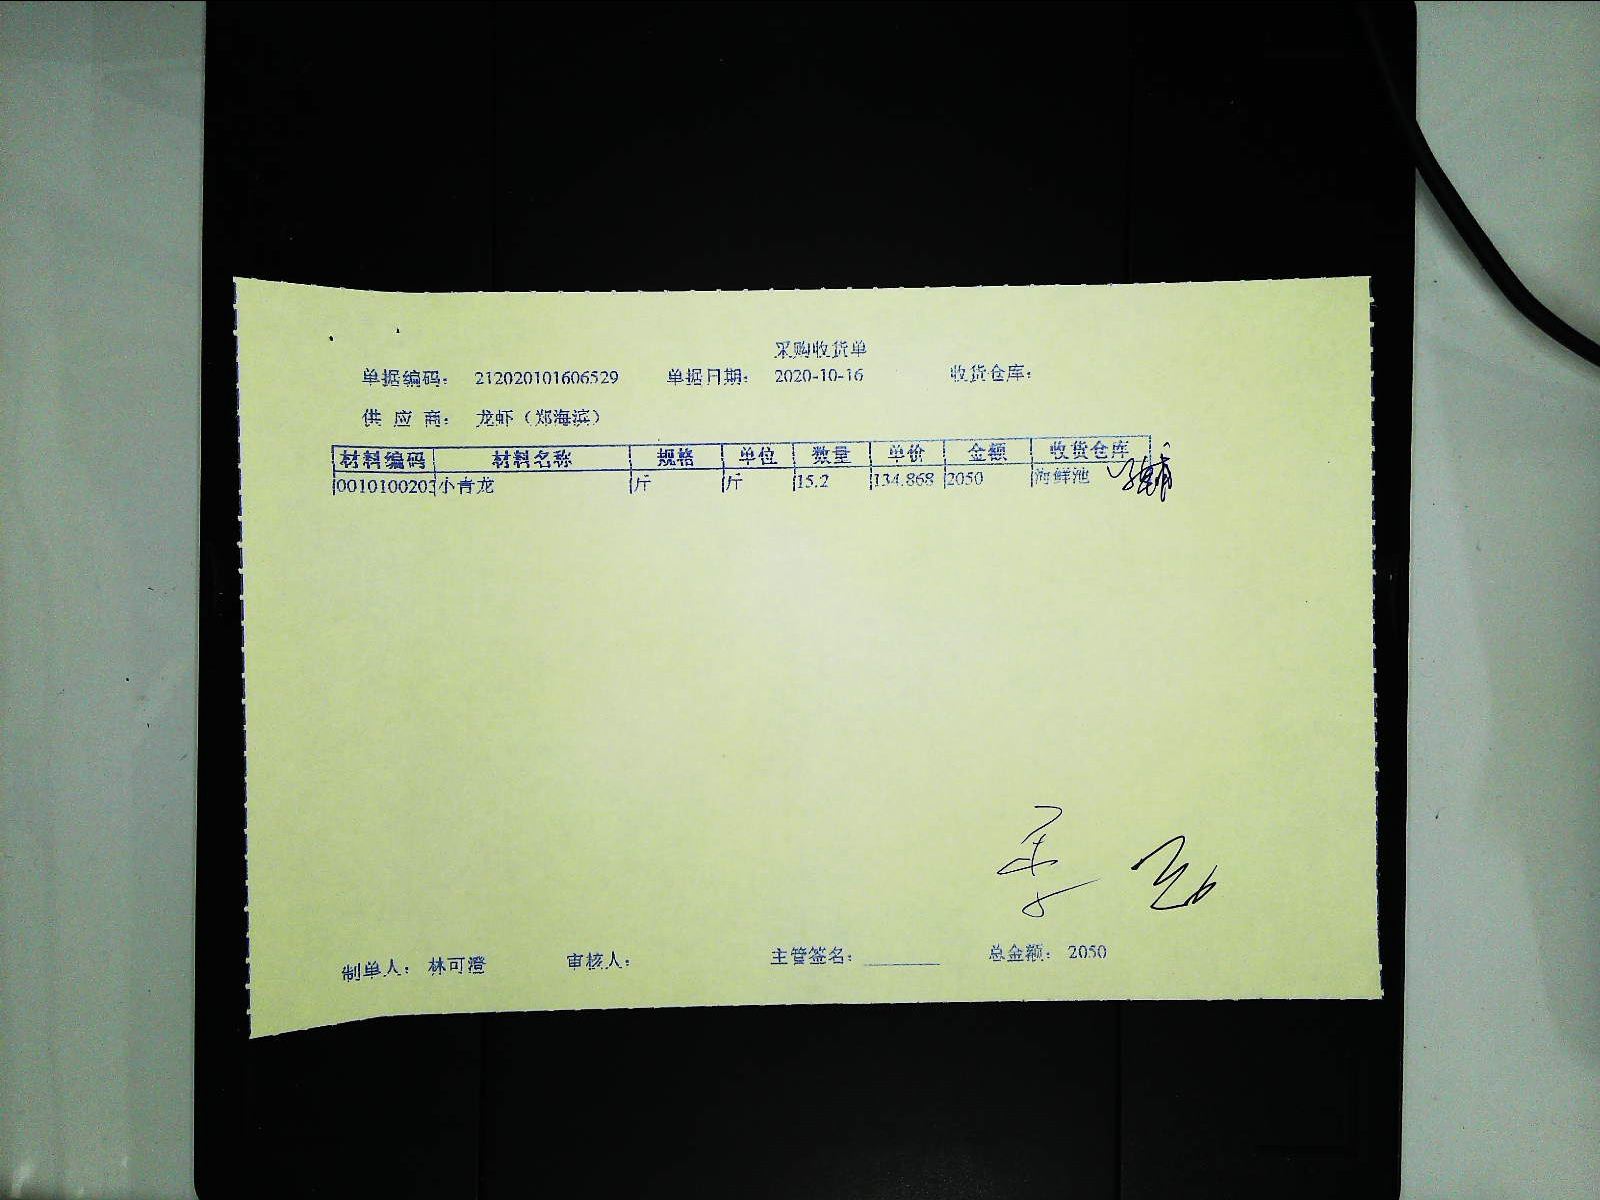 采购收货单
单据编码： 212020101606529 单据日期： 2020-10-16 收货仓库：
供 应 商： 龙虾（郑海滨）
材料编码 材料名称 规格 单位 数量 单价 金额 收货仓库
0010100203 小青龙 斤 斤 15.2 134.868 2050 海鲜池
制单人： 林可澄 审核人： 主管签名： 总金额： 2050